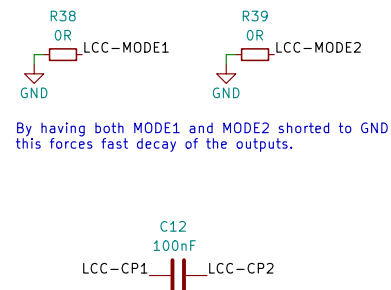 R38 R39
0R 0R
LCC-MODE1 LCC-MODE2
GND GND
By having both MODE1 and MODE2 shorted to GND
this forces fast decay of the outputs.
C12
100nF
LCC-CP1 LCC-CP2